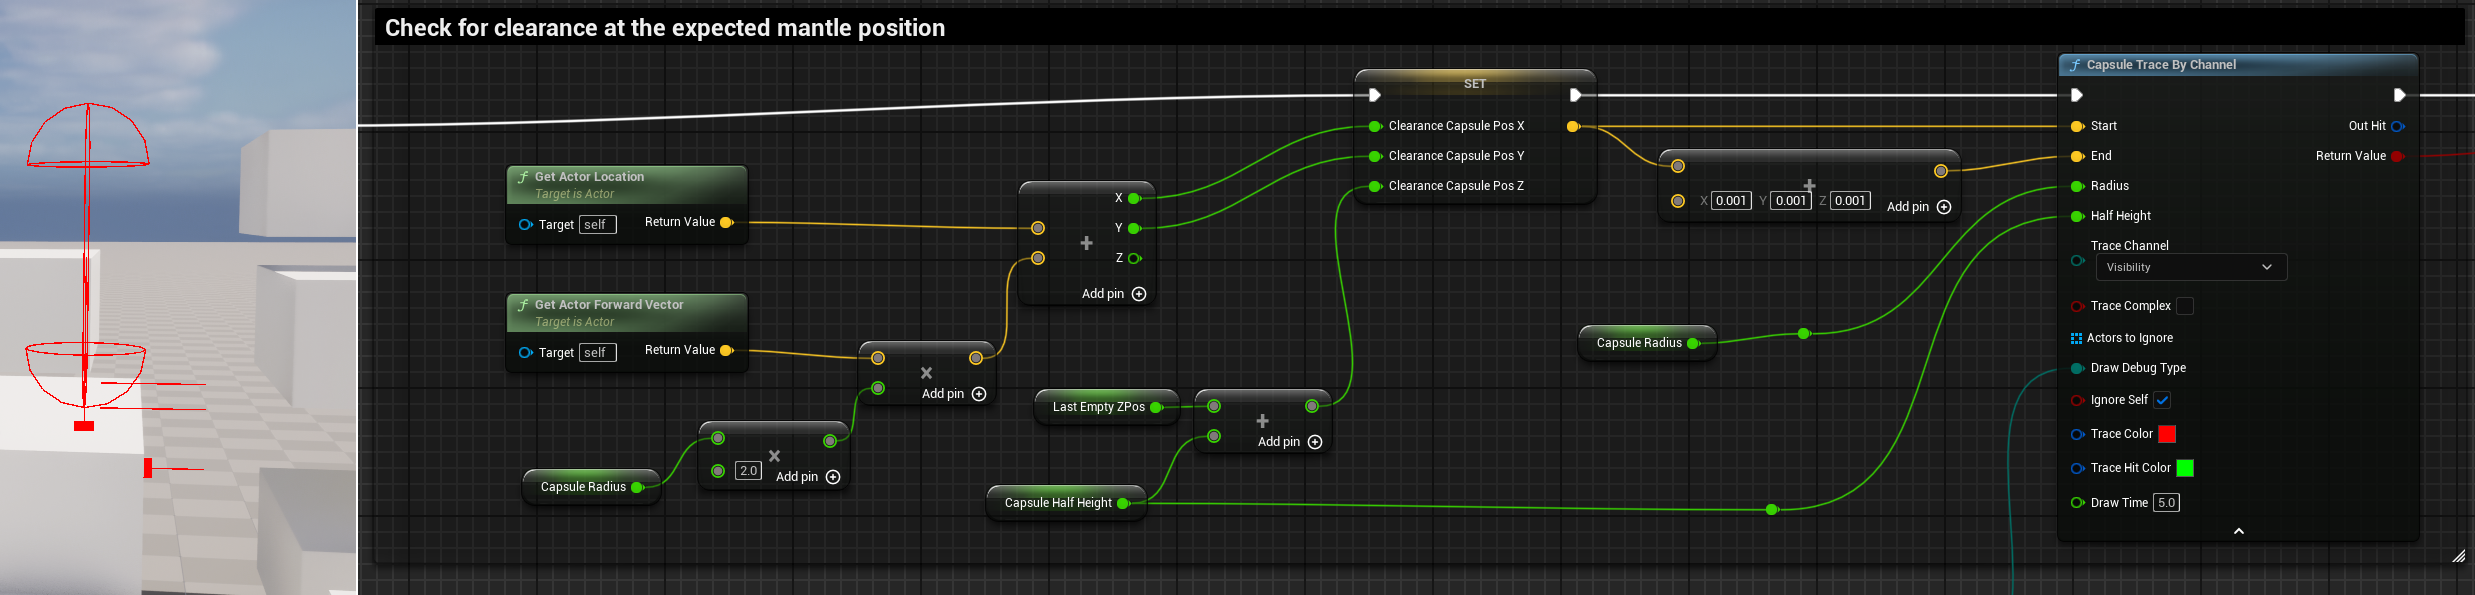 Check for clearance at the expected mantle position
SET
Clearance Capsule Pos X
Clearance Capsule Pos Y
Clearance Capsule Pos Z
Get Actor Location
Target is Actor
Target self Return Value
Get Actor Forward Vector
Target is Actor
Target self Return Value
X
Y
Z
Add pin
Add pin
Capsule Radius
2.0
Add pin
Last Empty ZPos
Add pin
Capsule Half Height
X 0.001 Y 0.001 Z 0.001 Add pin
Capsule Radius
Capsule Trace By Channel
Start Out Hit
End Return Value
Radius
Half Height
Trace Channel
Visibility
Trace Complex
Actors to Ignore
Draw Debug Type
Ignore Self
Trace Color
Trace Hit Color
Draw Time 5.0